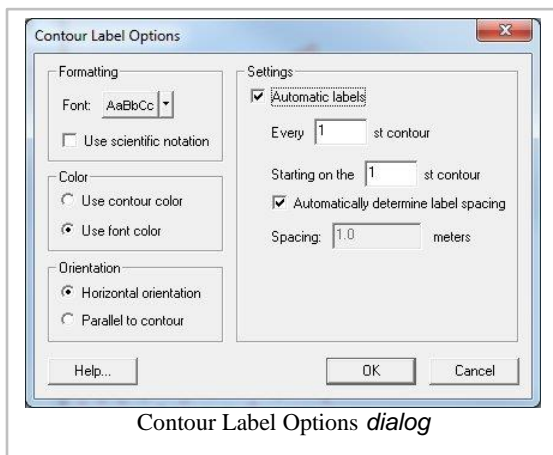 Contour Label Options
Formatting
Font: AaBbCc
Use scientific notation
Color
Use contour color
Use font color
Orientation
Horizontal orientation
Parallel to contour
Settings
Automatic labels
Every 1 st contour
Starting on the 1 st contour
Automatically determine label spacing
Spacing: 1.0 meters
Help...
OK
Cancel
Contour Label Options dialog